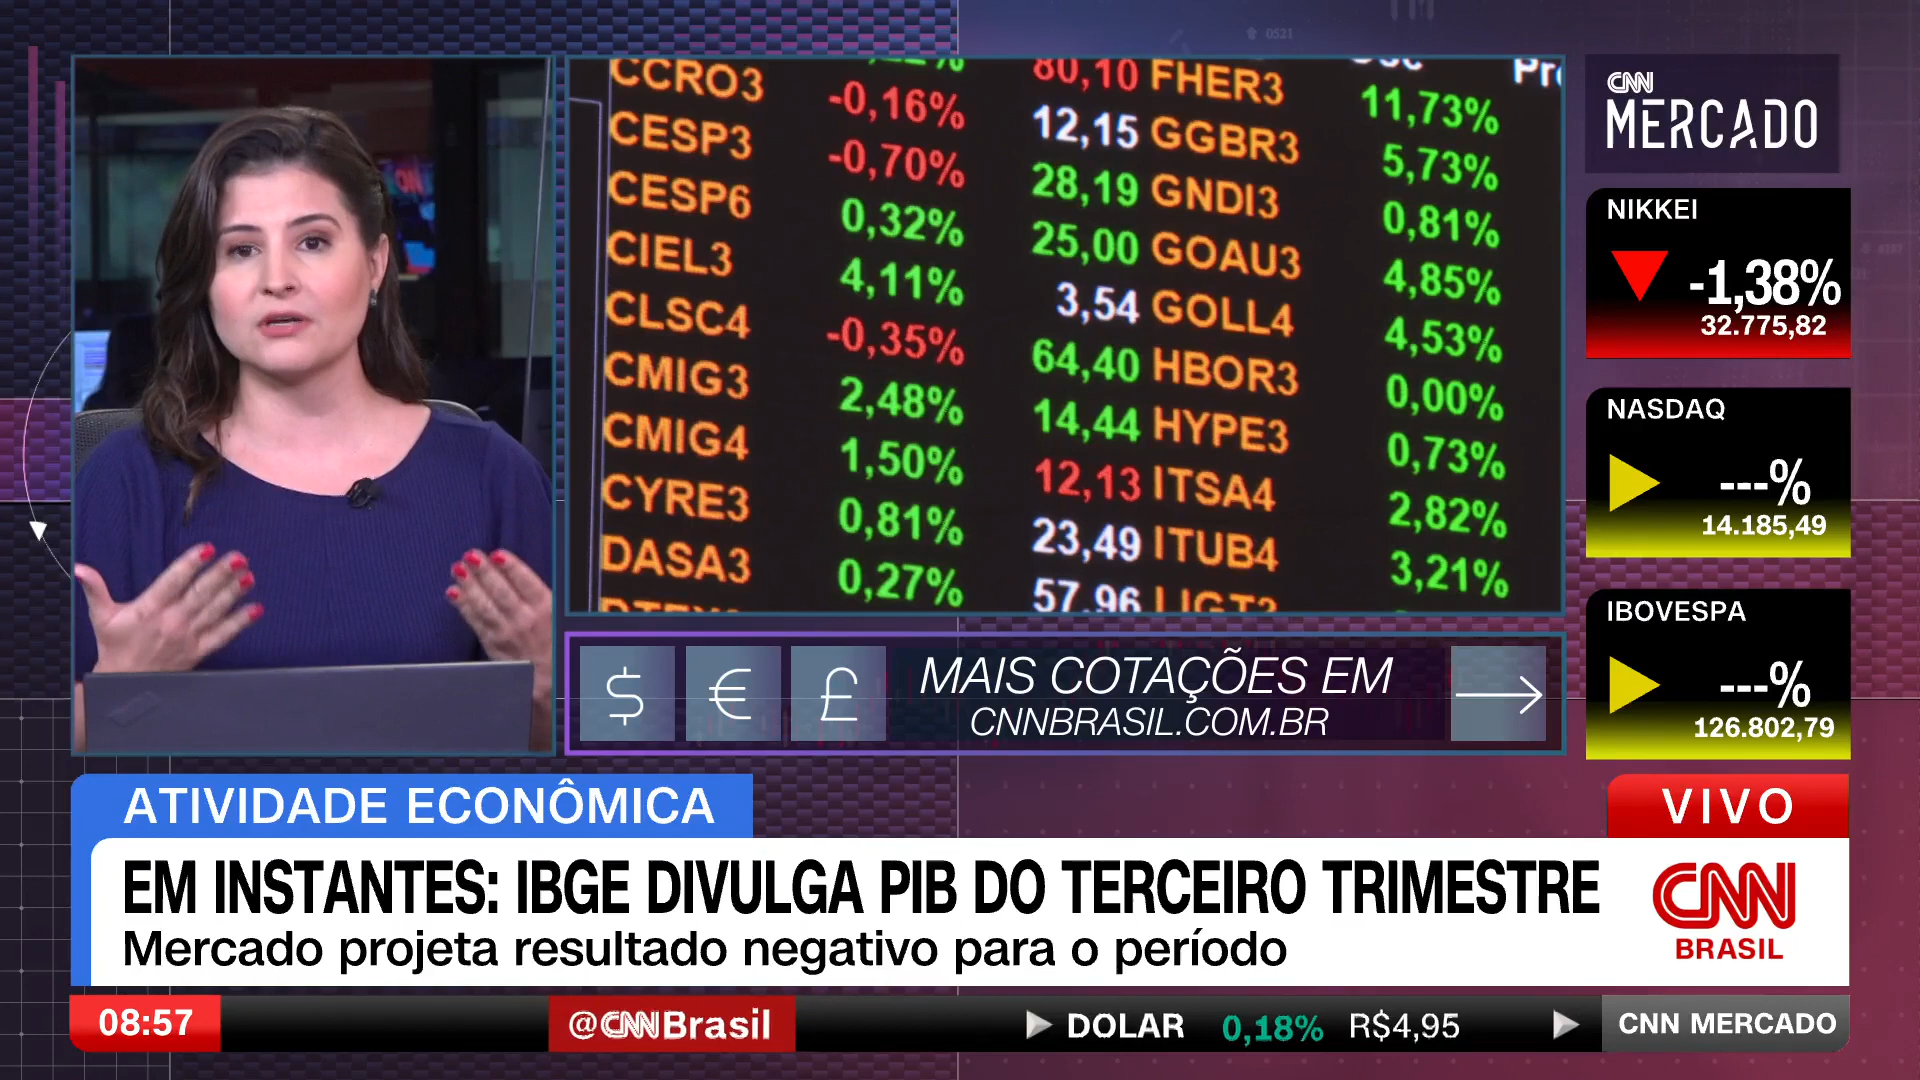 CCRO3 -0,16% 80,10 FHER3 11,73%
CESP3 -0,70% 12,15 GGBR3 5,73%
CESP6 0,32% 28,19 GNDI3 0,81%
CIEL3 4,11% 25,00 GOAU3 4,85%
CLSC4 -0,35% 3,54 GOLL4 4,53%
CMIG3 2,48% 64,40 HBOR3 0,00%
CMIG4 1,50% 14,44 HYPE3 0,73%
CYRE3 0,81% 12,13 ITSA4 2,82%
DASA3 0,27% 23,49 ITUB4 3,21%
57,96
CNN
MERCADO
NIKKEI
-1,38%
32.775,82
NASDAQ
---%
14.185,49
IBOVESPA
---%
126.802,79
$ € £ MAIS COTAÇÕES EM
CNNBRASIL.COM.BR
ATIVIDADE ECONÔMICA
VIVO
EM INSTANTES: IBGE DIVULGA PIB DO TERCEIRO TRIMESTRE
Mercado projeta resultado negativo para o período
CNN
BRASIL
08:57 @CNNBrasil DOLAR 0,18% R$4,95 CNN MERCADO